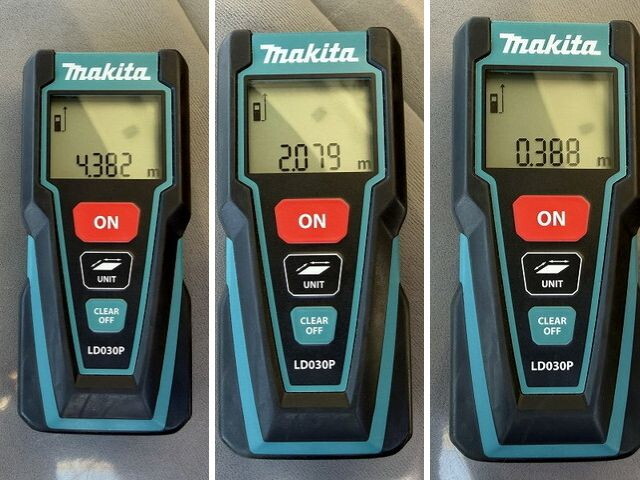 Makita
4.382 m
ON
UNIT
CLEAR
OFF
LD030P
Makita
2.079 m
ON
UNIT
CLEAR
OFF
LD030P
Makita
0.388 m
ON
UNIT
CLEAR
OFF
LD030P